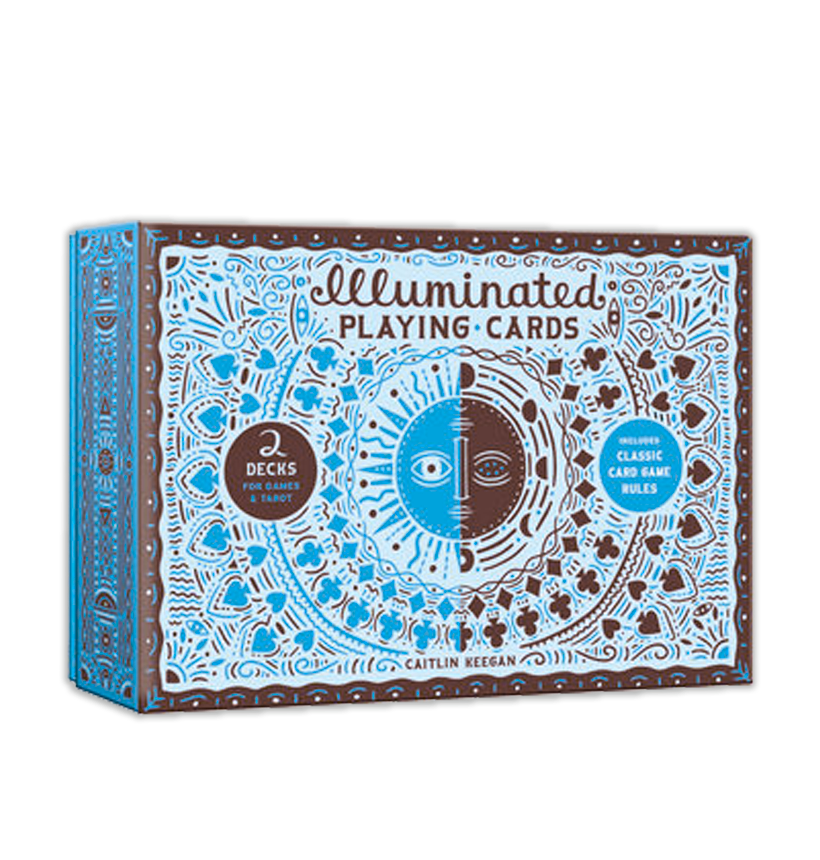 Illuminated
PLAYING · CARDS
2
DECKS
FOR GAMES
& TAROT
INCLUDES
CLASSIC
CARD GAME
RULES
CAITLIN KEEGAN